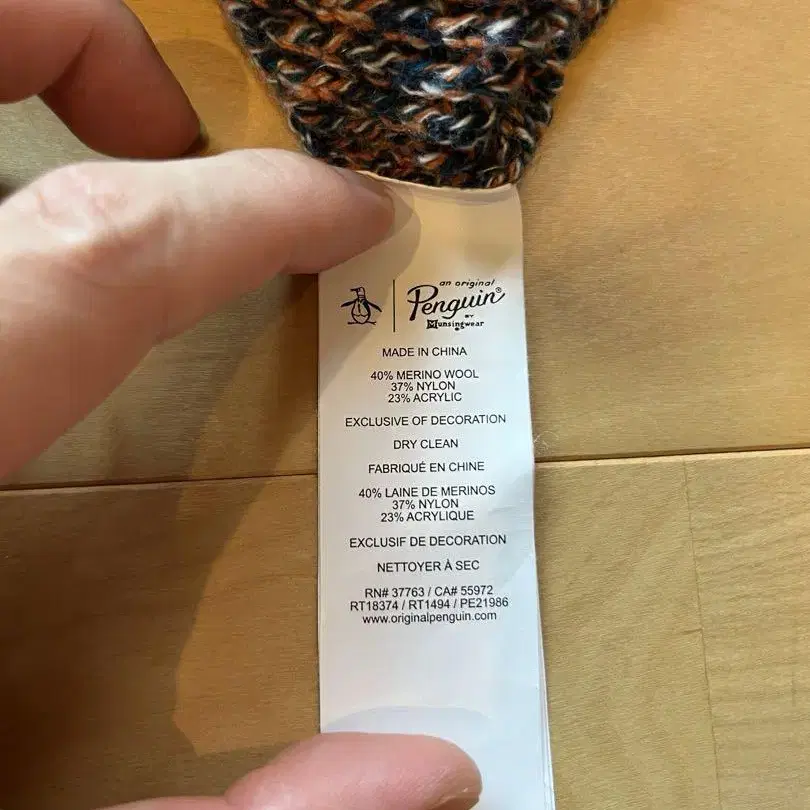 an original
Penguin®
BY
Munsingwear
MADE IN CHINA
40% MERINO WOOL
37% NYLON
23% ACRYLIC
EXCLUSIVE OF DECORATION
DRY CLEAN
FABRIQUÉ EN CHINE
40% LAINE DE MERINOS
37% NYLON
23% ACRYLIQUE
EXCLUSIF DE DECORATION
NETTOYER À SEC
RN# 37763 / CA# 55972
RT18374 / RT1494 / PE21986
www.originalpenguin.com